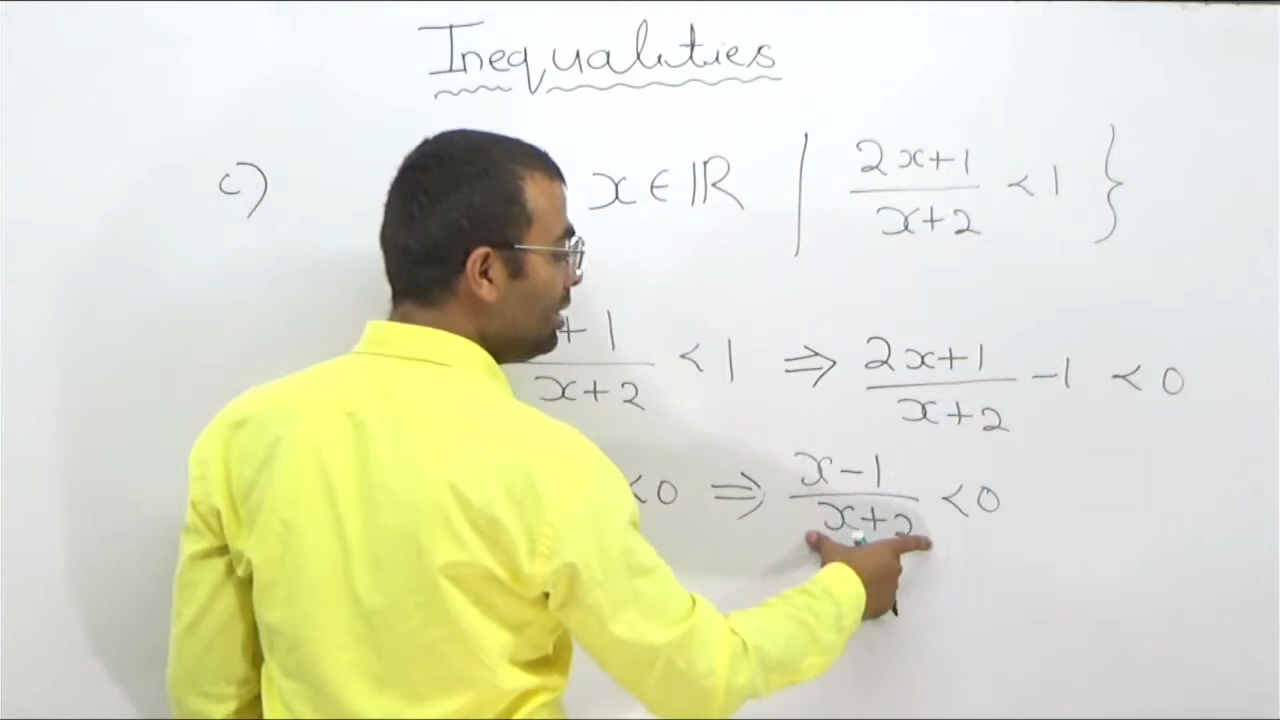 Inequalities
c) x ∈ ℝ | (2x+1)/(x+2) < 1 }
+1/(x+2) < 1 ⇒ (2x+1)/(x+2) - 1 < 0
< 0 ⇒ (x-1)/(x+2) < 0